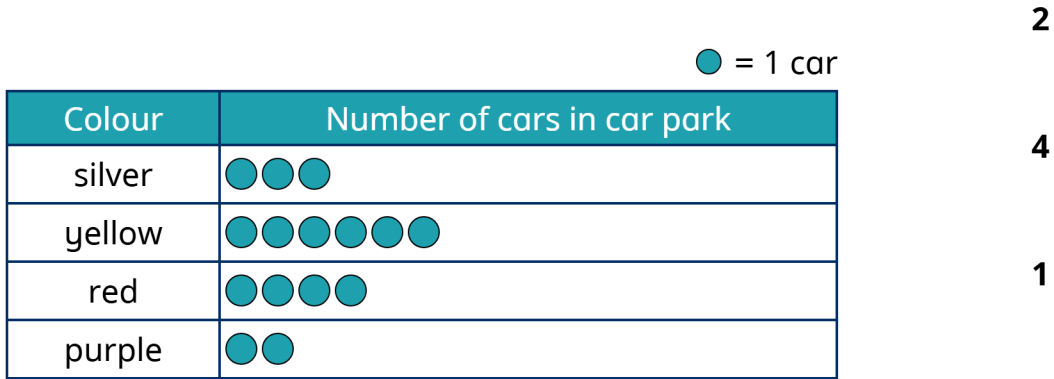 2
= 1 car
Colour Number of cars in car park
4
silver
yellow
red
1
purple